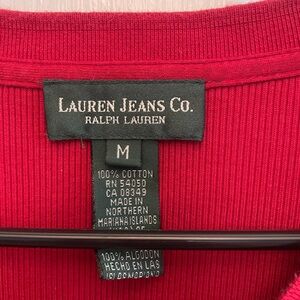 LAUREN JEANS CO.
RALPH LAUREN
M
100% COTTON
RN 54050
CA 08349
MADE IN
NORTHERN
MARIANA ISLANDS
100% ALGODON
HECHO EN LAS